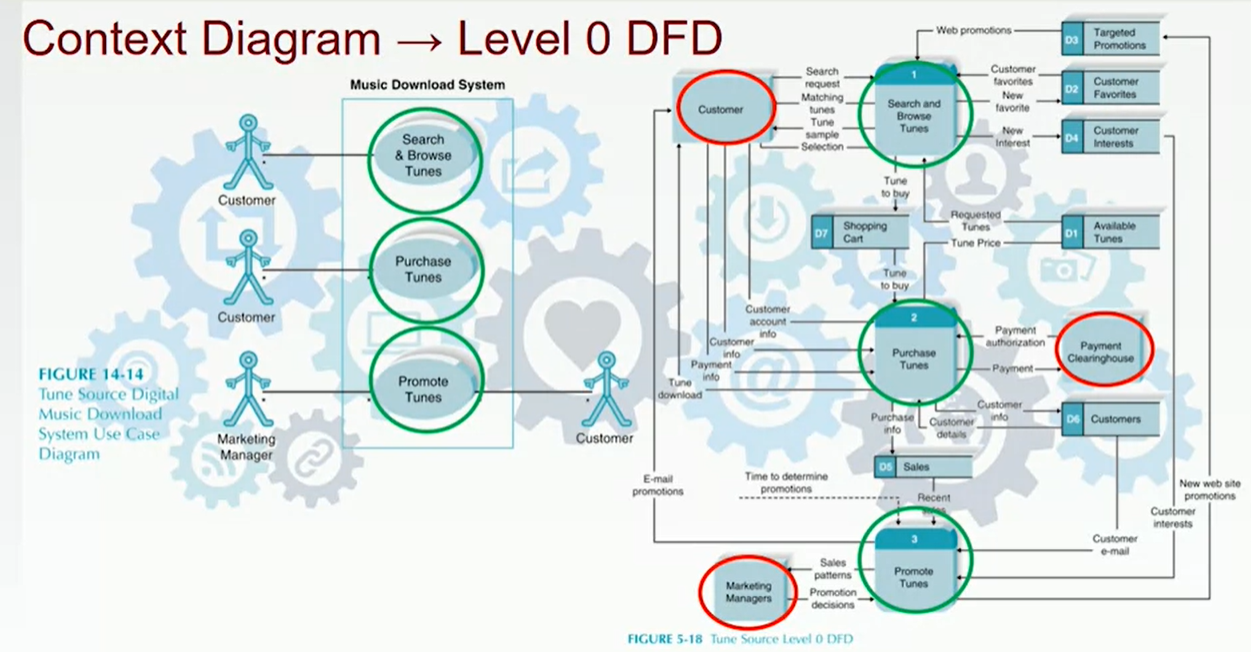 Context Diagram → Level 0 DFD
Music Download System
Search
& Browse
Tunes
Customer
Purchase
Tunes
Customer
Promote
Tunes
Marketing
Manager
Customer
FIGURE 14-14
Tune Source Digital
Music Download
System Use Case
Diagram
Web promotions
D3
Targeted
Promotions
Customer
Search
request
Matching
tunes
Tune
sample
Selection
1
Search and
Browse
Tunes
Customer
favorites
New
favorite
New
Interest
D2
Customer
Favorites
D4
Customer
Interests
Tune
to buy
D7
Shopping
Cart
Requested
Tunes
Tune Price
D1
Available
Tunes
Tune
to buy
Customer
account
info
Customer
info
Payment
info
Tune
download
2
Purchase
Tunes
Payment
authorization
Payment
Payment
Clearinghouse
Purchase
info
Customer
info
Customer
details
D6
Customers
D5
Sales
E-mail
promotions
Time to determine
promotions
Recent
New web site
promotions
Customer
interests
Customer
e-mail
3
Promote
Tunes
Sales
patterns
Promotion
decisions
Marketing
Managers
FIGURE 5-18 Tune Source Level 0 DFD